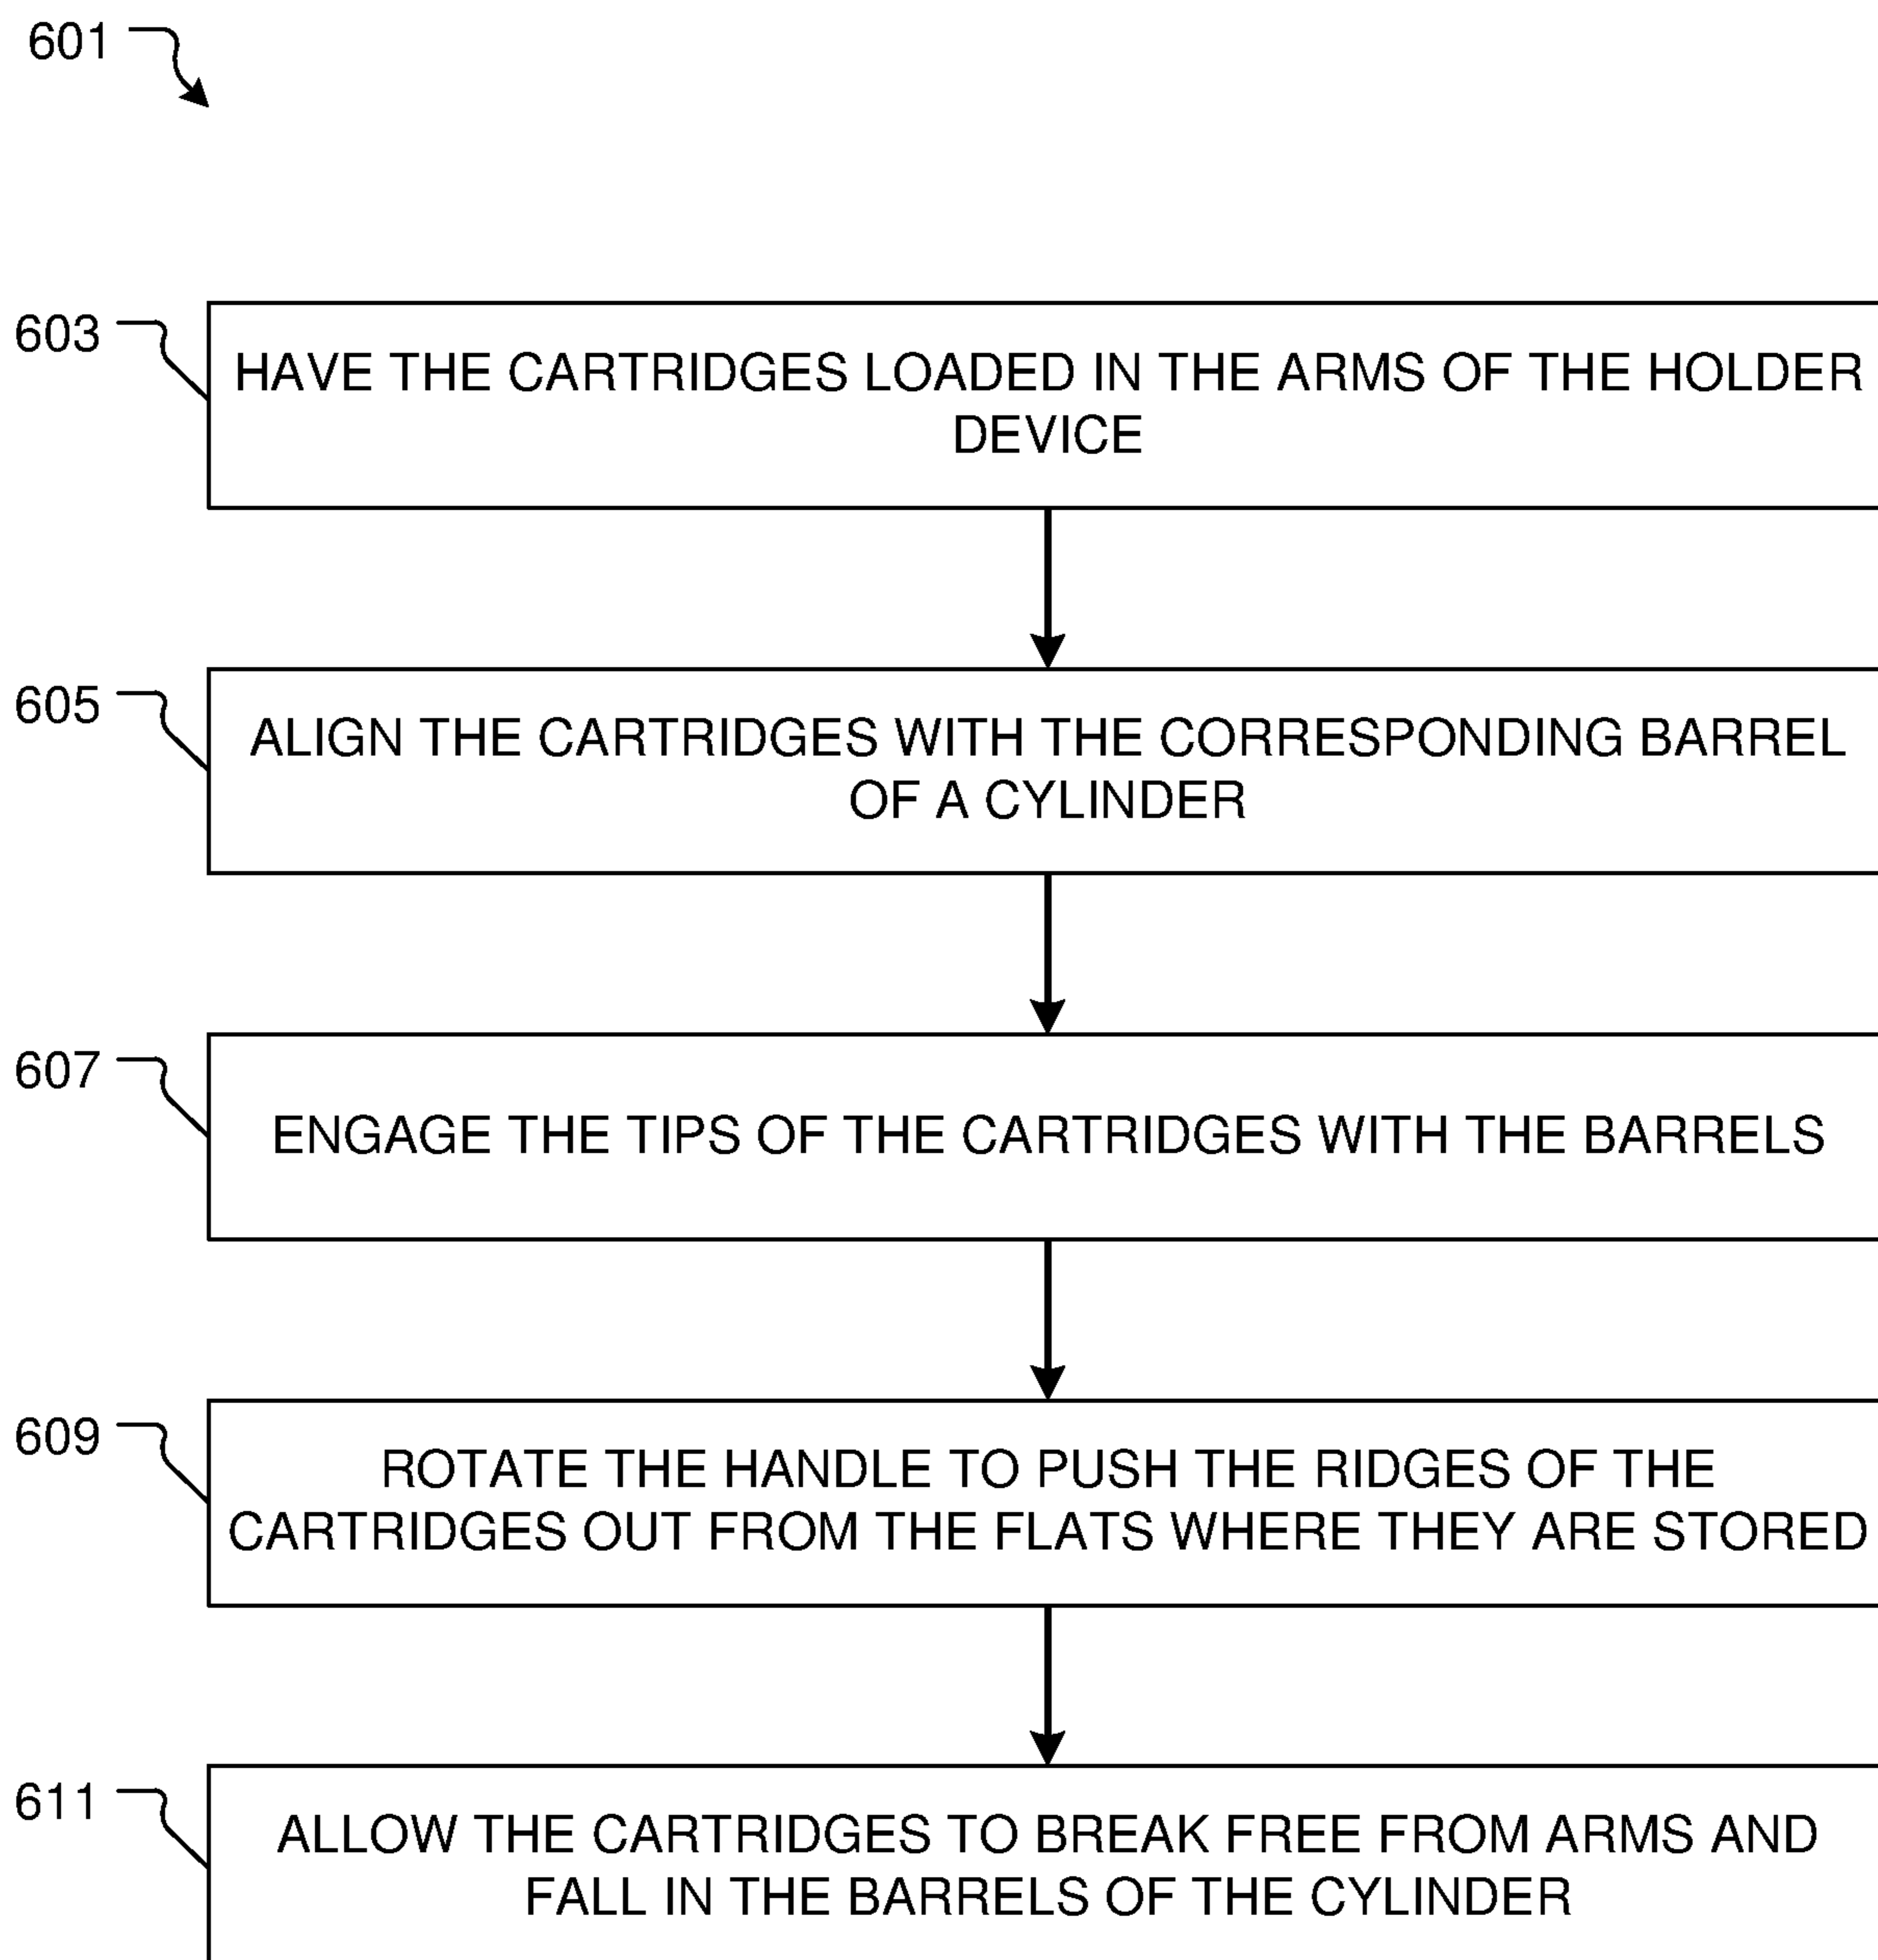 601
603
HAVE THE CARTRIDGES LOADED IN THE ARMS OF THE HOLDER
DEVICE
605
ALIGN THE CARTRIDGES WITH THE CORRESPONDING BARREL
OF A CYLINDER
607
ENGAGE THE TIPS OF THE CARTRIDGES WITH THE BARRELS
609
ROTATE THE HANDLE TO PUSH THE RIDGES OF THE
CARTRIDGES OUT FROM THE FLATS WHERE THEY ARE STORED
611
ALLOW THE CARTRIDGES TO BREAK FREE FROM ARMS AND
FALL IN THE BARRELS OF THE CYLINDER